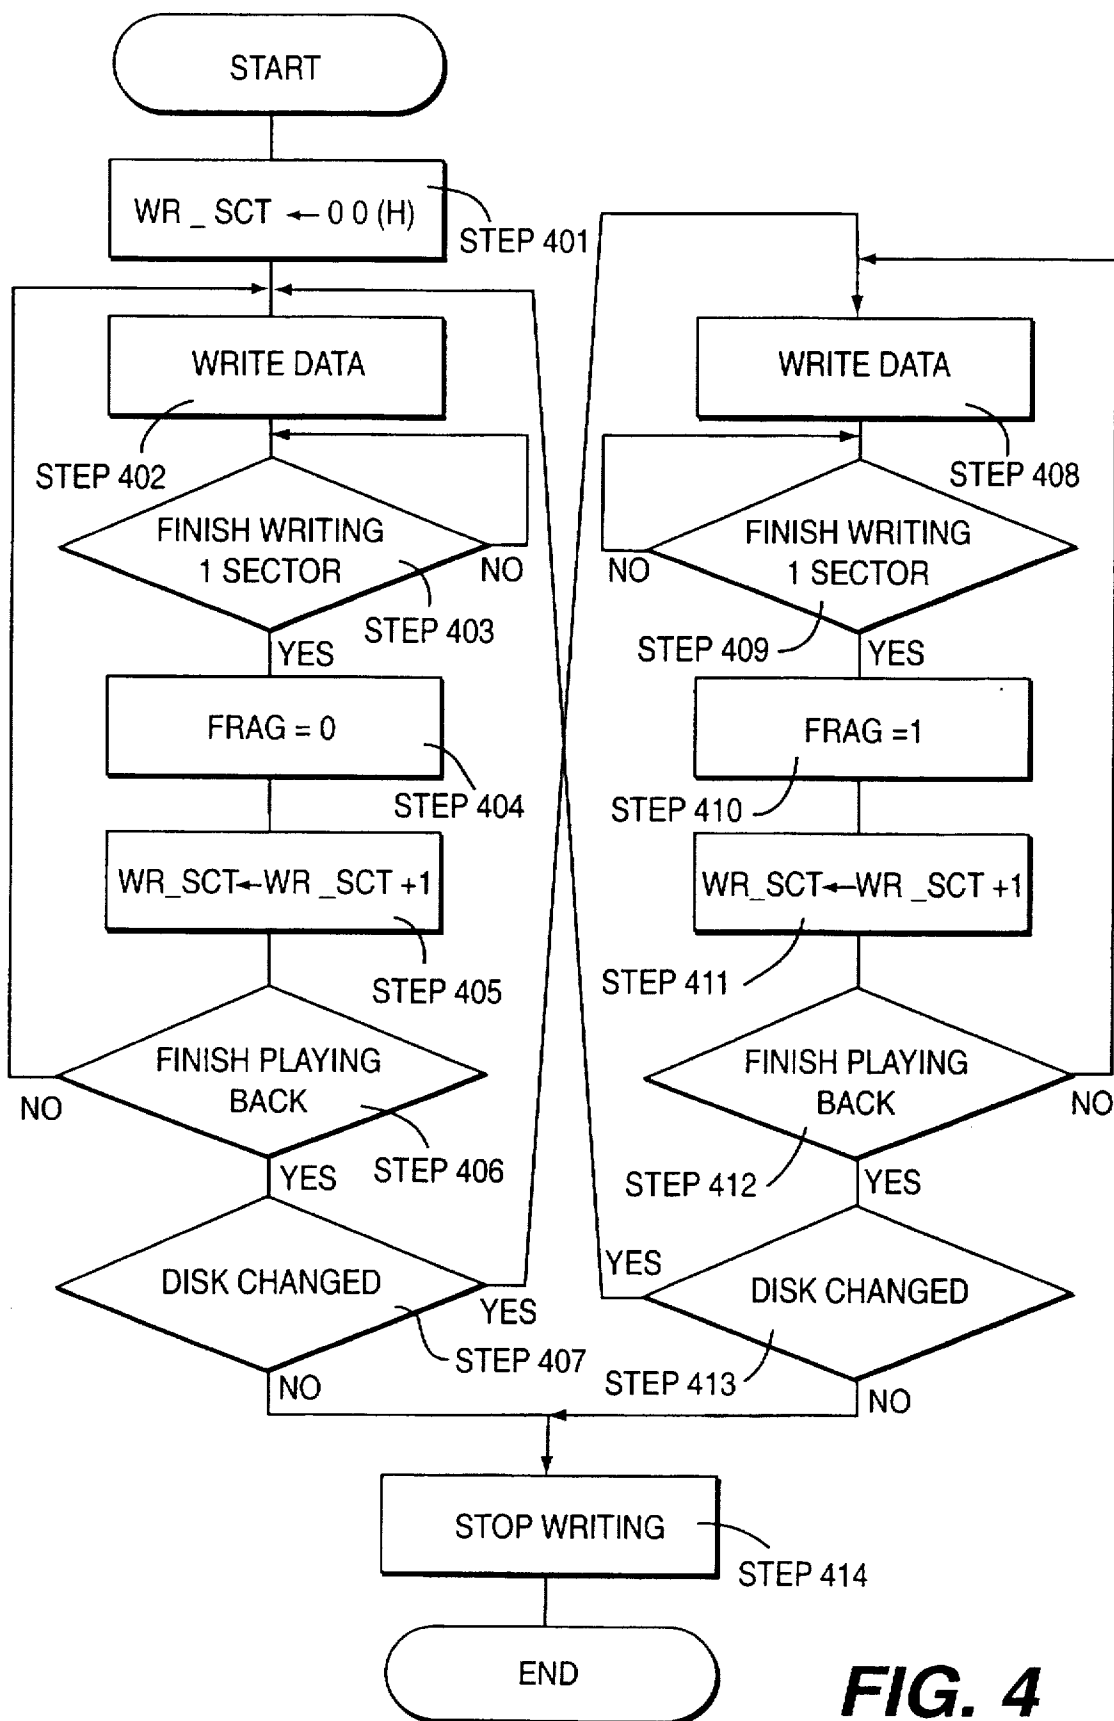 START
WR _ SCT ← 0 0 (H)
STEP 401
WRITE DATA
STEP 402
FINISH WRITING
1 SECTOR
NO
STEP 403
YES
FRAG = 0
STEP 404
WR_SCT←WR _SCT +1
STEP 405
FINISH PLAYING
BACK
NO
STEP 406
YES
DISK CHANGED
YES
STEP 407
NO
WRITE DATA
STEP 408
FINISH WRITING
1 SECTOR
NO
STEP 409
YES
FRAG =1
STEP 410
WR_SCT←WR _SCT +1
STEP 411
FINISH PLAYING
BACK
NO
STEP 412
YES
YES
DISK CHANGED
STEP 413
NO
STOP WRITING
STEP 414
END
FIG. 4